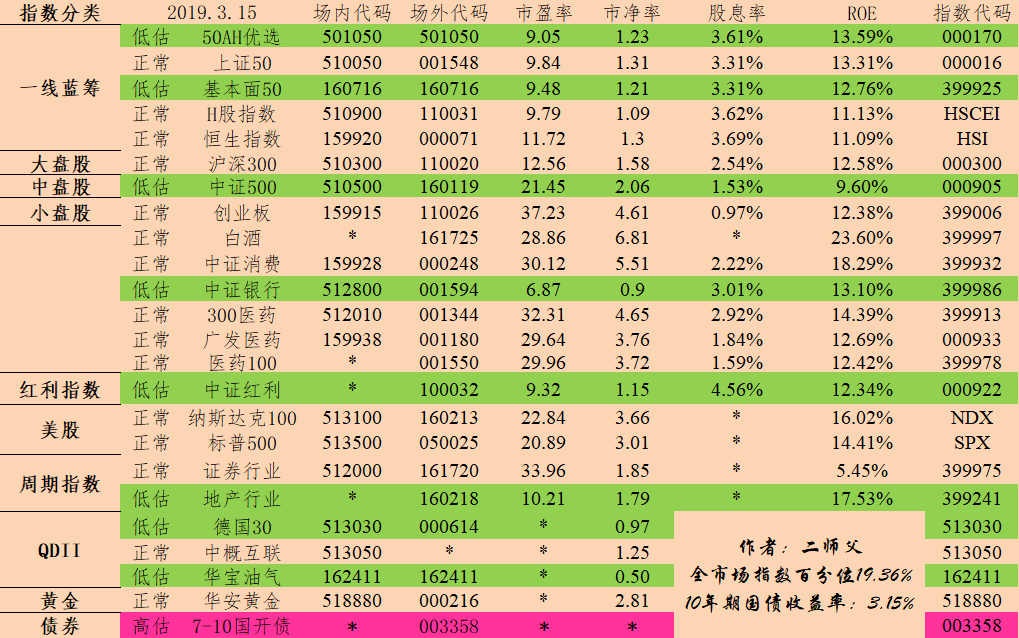 指数分类 2019.3.15 场内代码 场外代码 市盈率 市净率 股息率 ROE 指数代码
低估 50AH优选 501050 501050 9.05 1.23 3.61% 13.59% 000170
正常 上证50 510050 001548 9.84 1.31 3.31% 13.31% 000016
一线蓝筹 低估 基本面50 160716 160716 9.48 1.21 3.31% 12.76% 399925
正常 H股指数 510900 110031 9.79 1.09 3.62% 11.13% HSCEI
正常 恒生指数 159920 000071 11.72 1.3 3.69% 11.09% HSI
大盘股 正常 沪深300 510300 110020 12.56 1.58 2.54% 12.58% 000300
中盘股 低估 中证500 510500 160119 21.45 2.06 1.53% 9.60% 000905
小盘股 正常 创业板 159915 110026 37.23 4.61 0.97% 12.38% 399006
正常 白酒 * 161725 28.86 6.81 * 23.60% 399997
正常 中证消费 159928 000248 30.12 5.51 2.22% 18.29% 399932
低估 中证银行 512800 001594 6.87 0.9 3.01% 13.10% 399986
正常 300医药 512010 001344 32.31 4.65 2.92% 14.39% 399913
正常 广发医药 159938 001180 29.64 3.76 1.84% 12.69% 000933
正常 医药100 * 001550 29.96 3.72 1.59% 12.42% 399978
红利指数 低估 中证红利 * 100032 9.32 1.15 4.56% 12.34% 000922
美股 正常 纳斯达克100 513100 160213 22.84 3.66 * 16.02% NDX
正常 标普500 513500 050025 20.89 3.01 * 14.41% SPX
周期指数 正常 证券行业 512000 161720 33.96 1.85 * 5.45% 399975
低估 地产行业 * 160218 10.21 1.79 * 17.53% 399241
低估 德国30 513030 000614 * 0.97 513030
QDII 正常 中概互联 513050 * * 1.25 作者：二师父 513050
低估 华宝油气 162411 162411 * 0.50 全市场指数百分位19.36% 162411
黄金 正常 华安黄金 518880 000216 * 2.81 10年期国债收益率：3.15% 518880
债券 高估 7-10国开债 * 003358 * * 003358